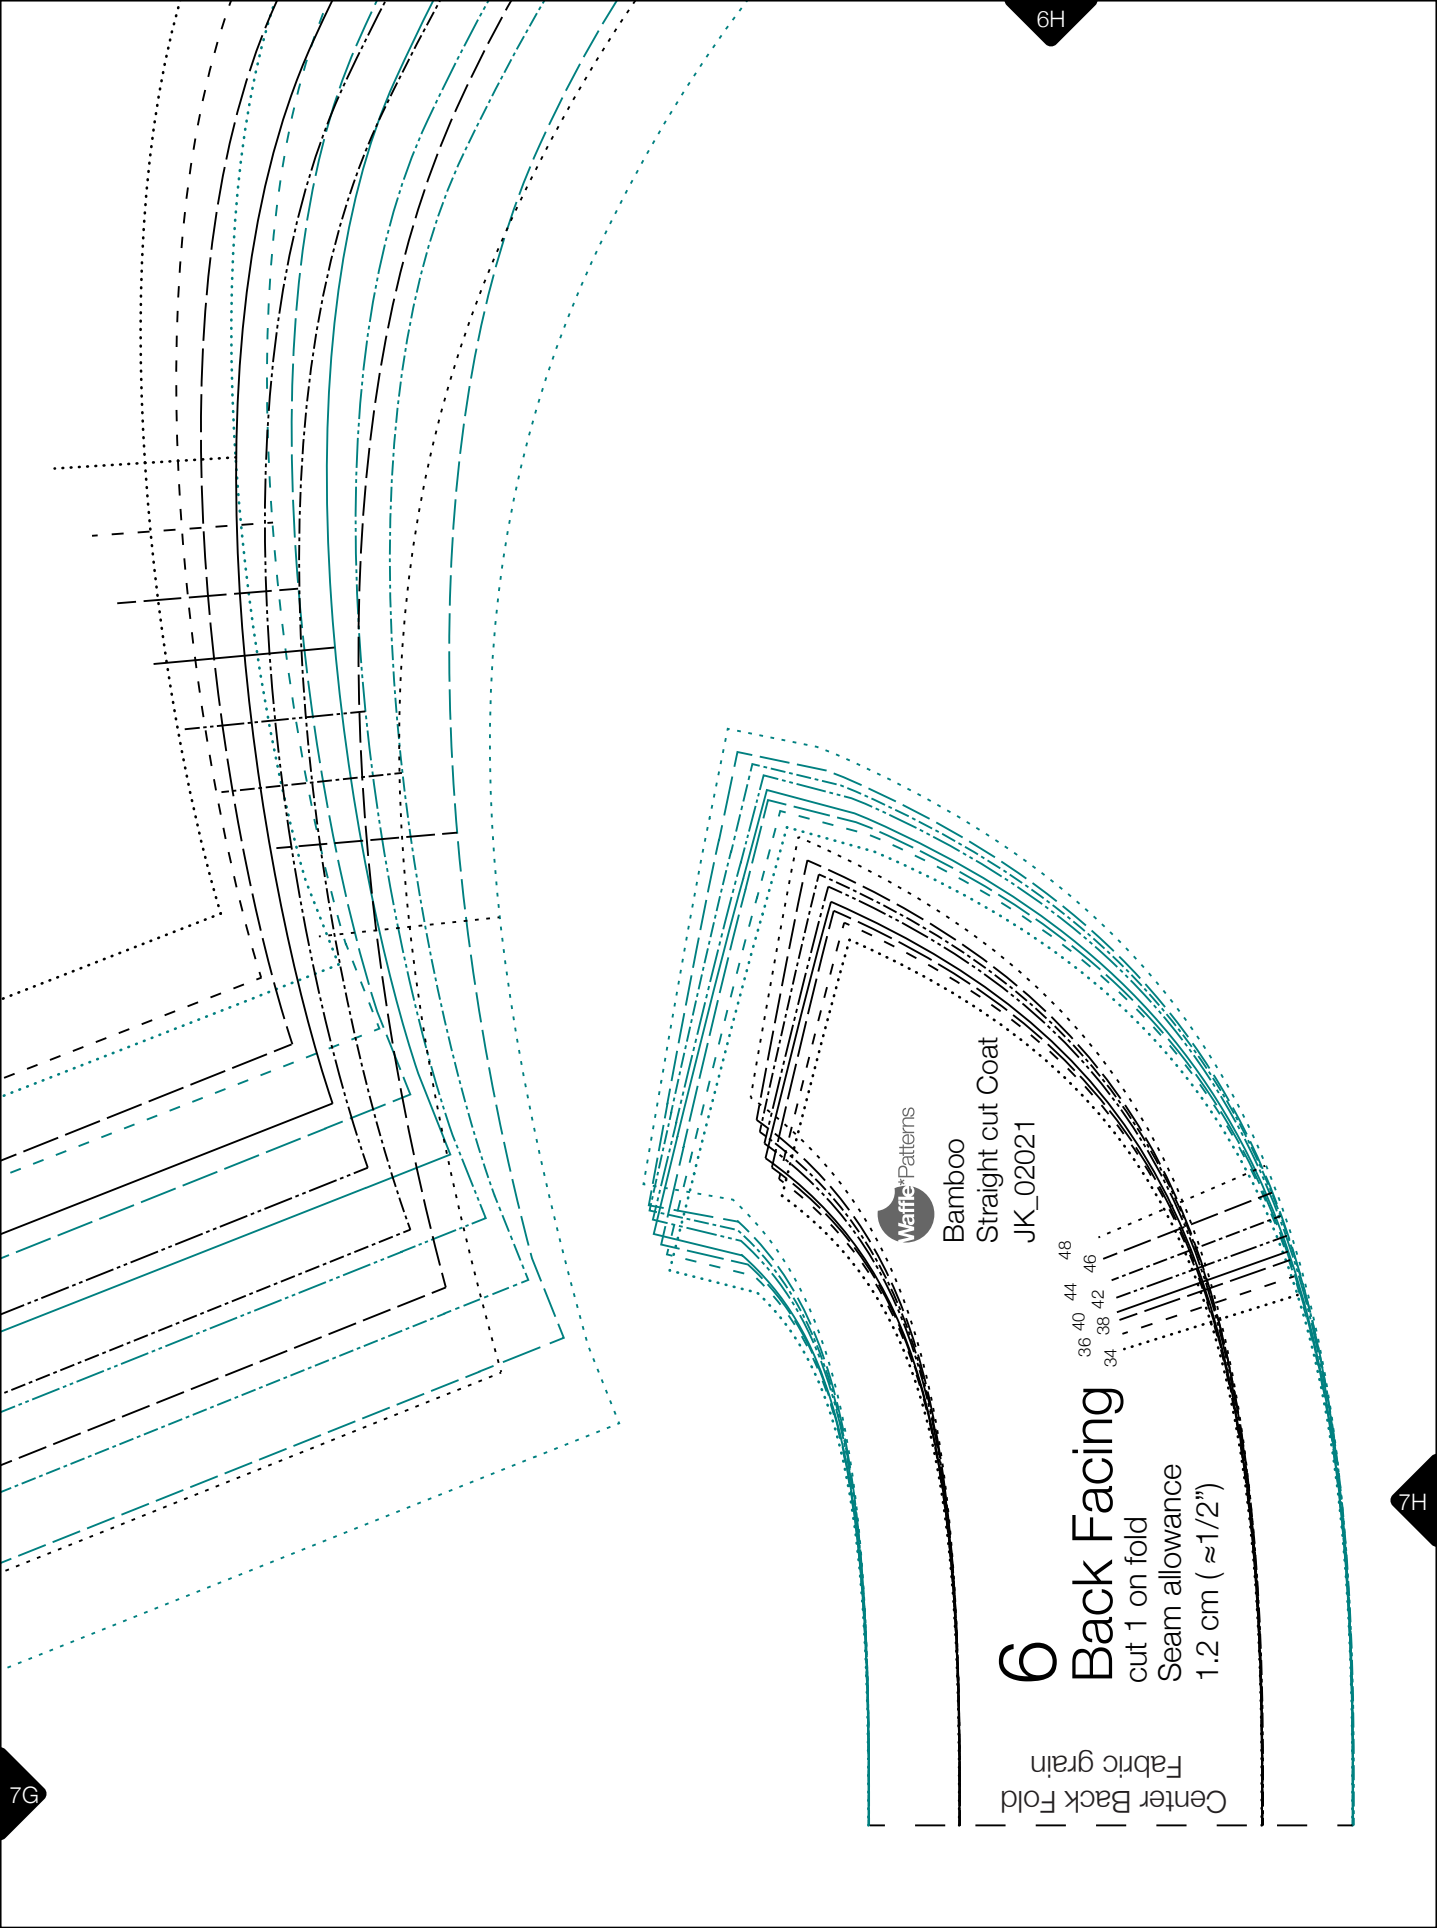 6H
Waffle*Patterns
Bamboo
Straight cut Coat
JK_02021
48
46
44
42
40
38
36
34
6
Back Facing
cut 1 on fold
Seam allowance
1.2 cm ( ≈1/2”)
Center Back Fold
Fabric grain
7H
7G